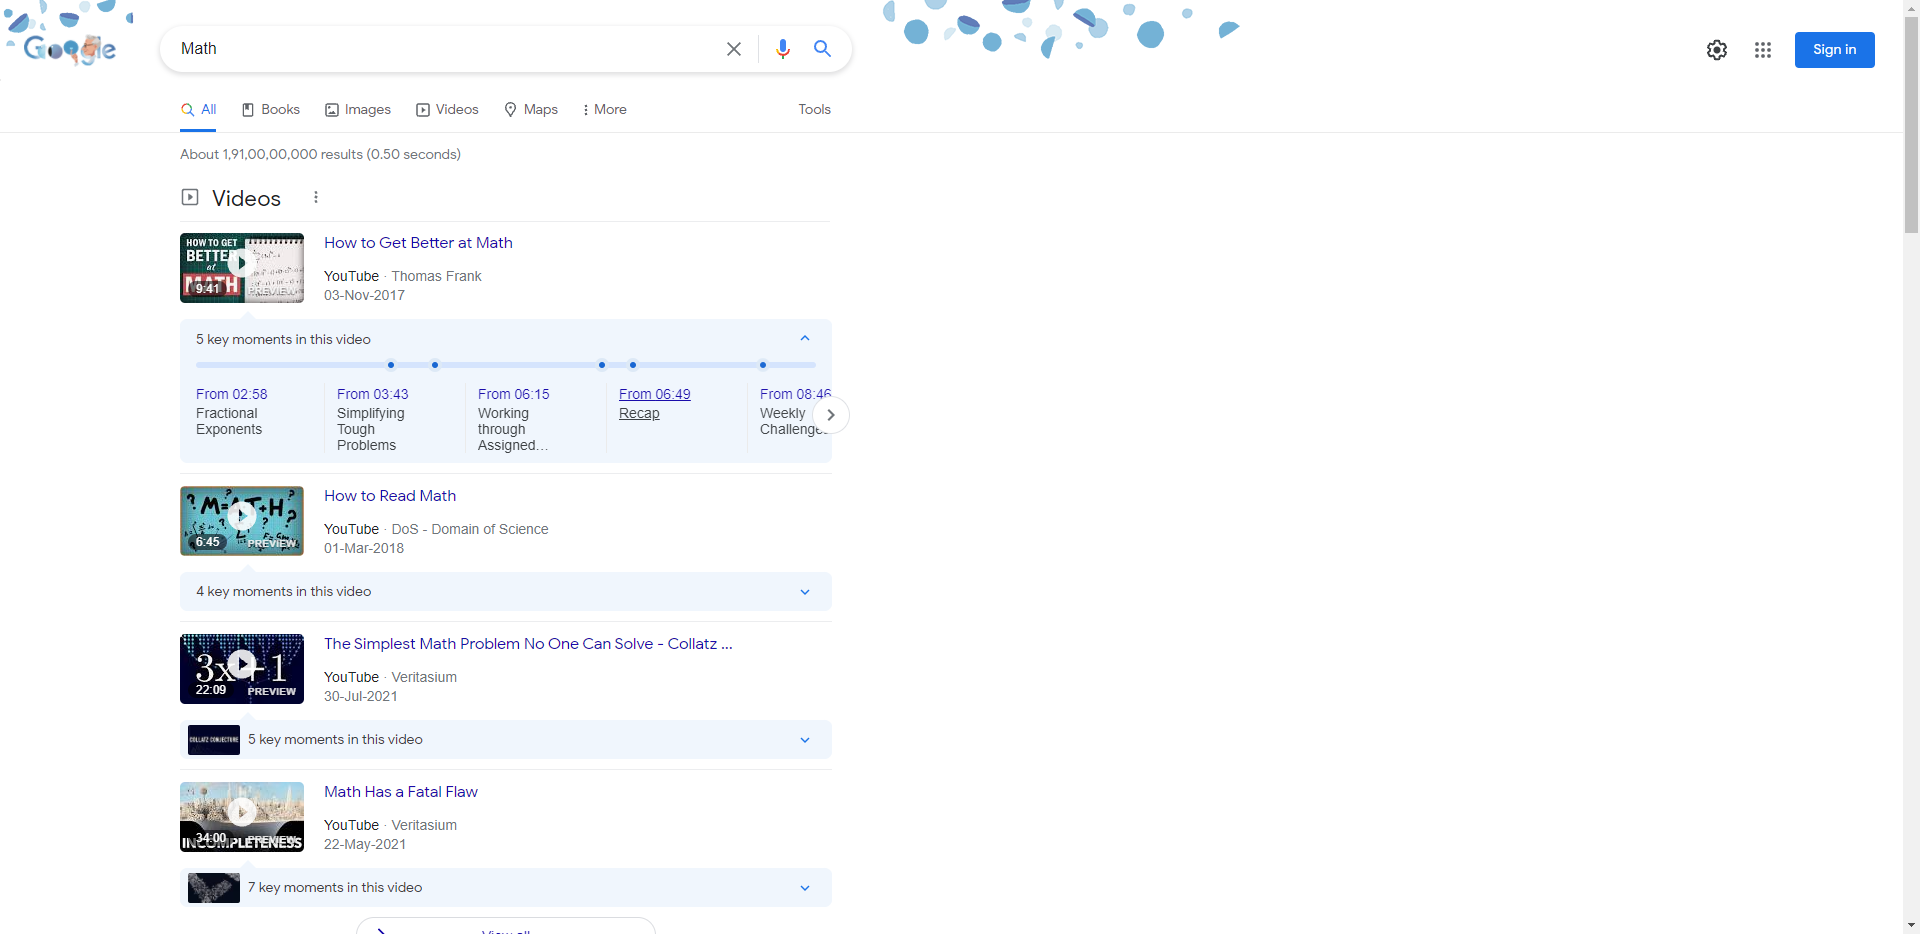 Google
Math
Sign in
All
Books
Images
Videos
Maps
More
Tools
About 1,91,00,00,000 results (0.50 seconds)
Videos
HOW TO GET
BETTER
at
MATH
9:41
PREVIEW
How to Get Better at Math
YouTube · Thomas Frank
03-Nov-2017
5 key moments in this video
From 02:58
Fractional
Exponents
From 03:43
Simplifying
Tough
Problems
From 06:15
Working
through
Assigned...
From 06:49
Recap
From 08:46
Weekly
Challenge
6:45
PREVIEW
How to Read Math
YouTube · DoS - Domain of Science
01-Mar-2018
4 key moments in this video
3x+1
22:09
PREVIEW
The Simplest Math Problem No One Can Solve - Collatz ...
YouTube · Veritasium
30-Jul-2021
COLLATZ CONJECTURE
5 key moments in this video
34:00
PREVIEW
INCOMPLETENESS
Math Has a Fatal Flaw
YouTube · Veritasium
22-May-2021
7 key moments in this video
View all